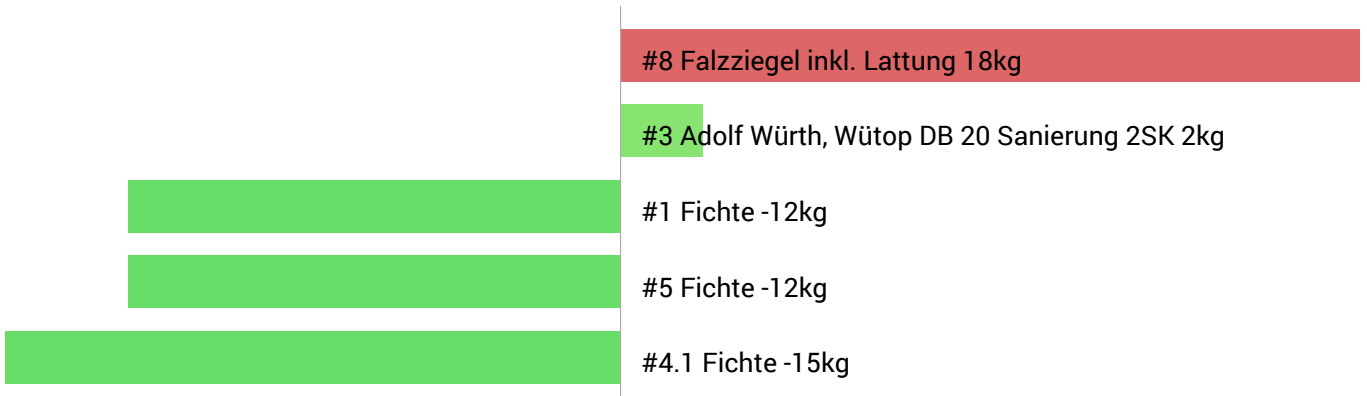 #8 Falzziegel inkl. Lattung 18kg
#3 Adolf Würth, Wütop DB 20 Sanierung 2SK 2kg
#1 Fichte -12kg
#5 Fichte -12kg
#4.1 Fichte -15kg